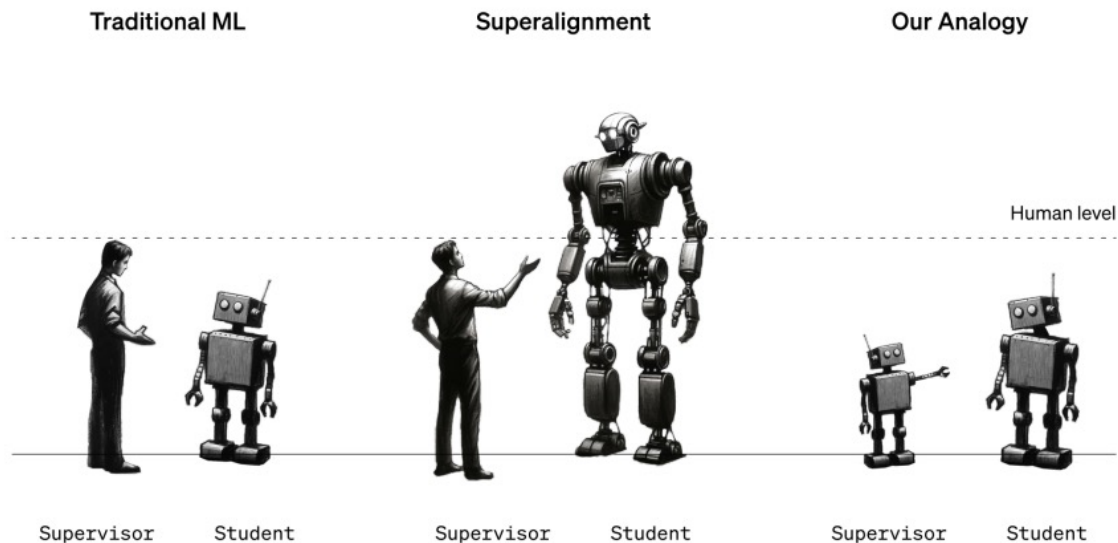 Traditional ML
Superalignment
Our Analogy
Human level
Supervisor
Student
Supervisor
Student
Supervisor
Student